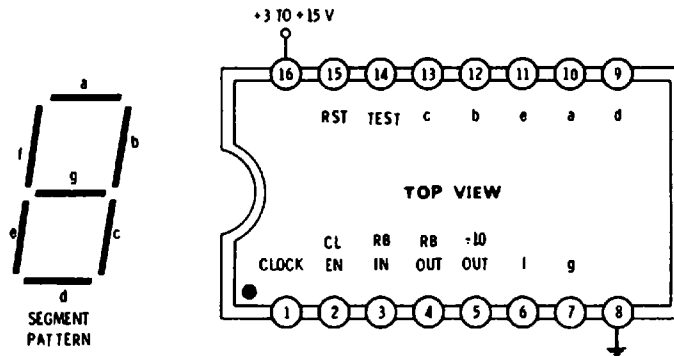 +3 TO +15 V
16 15 14 13 12 11 10 9
RST TEST c b e a d
a
f b
g
e c
d
SEGMENT
PATTERN
TOP VIEW
CL RB RB ÷10
CLOCK EN IN OUT OUT f g
1 2 3 4 5 6 7 8